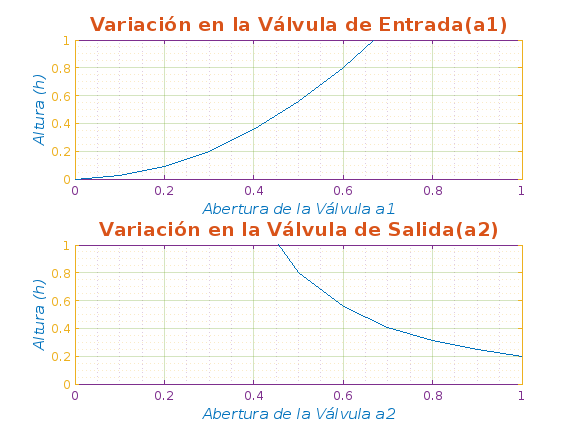 Variación en la Válvula de Entrada(a1)
1
0.8
0.6
0.4
0.2
0
Altura (h)
0 0.2 0.4 0.6 0.8 1
Abertura de la Válvula a1
Variación en la Válvula de Salida(a2)
1
0.8
0.6
0.4
0.2
0
Altura (h)
0 0.2 0.4 0.6 0.8 1
Abertura de la Válvula a2